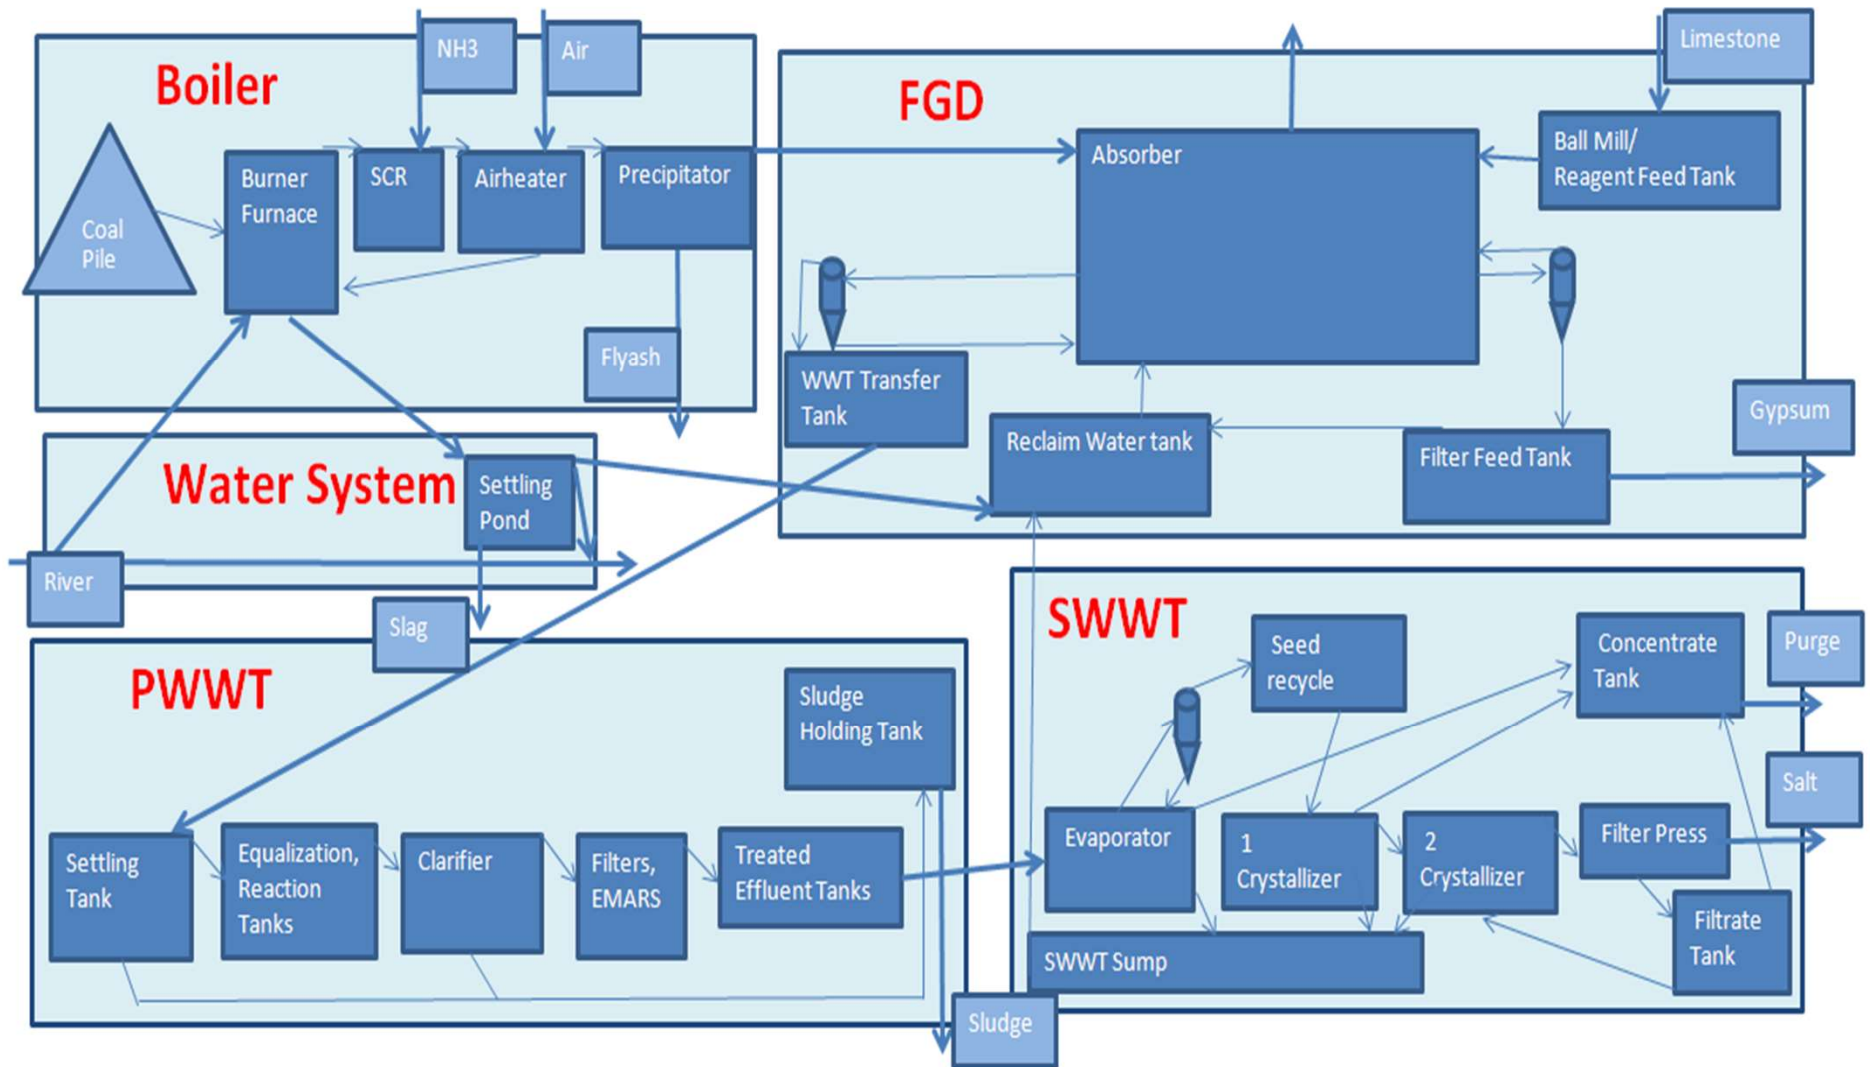 NH3
Air
Boiler
Coal
Pile
Burner
Furnace
SCR
Airheater
Precipitator
Flyash
FGD
Limestone
Absorber
Ball Mill/
Reagent Feed Tank
WWT Transfer
Tank
Reclaim Water tank
Filter Feed Tank
Gypsum
Water System
Settling
Pond
River
Slag
PWWT
Sludge
Holding Tank
Settling
Tank
Equalization,
Reaction
Tanks
Clarifier
Filters,
EMARS
Treated
Effluent Tanks
Sludge
SWWT
Seed
recycle
Concentrate
Tank
Purge
Salt
Evaporator
1
Crystallizer
2
Crystallizer
Filter Press
Filtrate
Tank
SWWT Sump